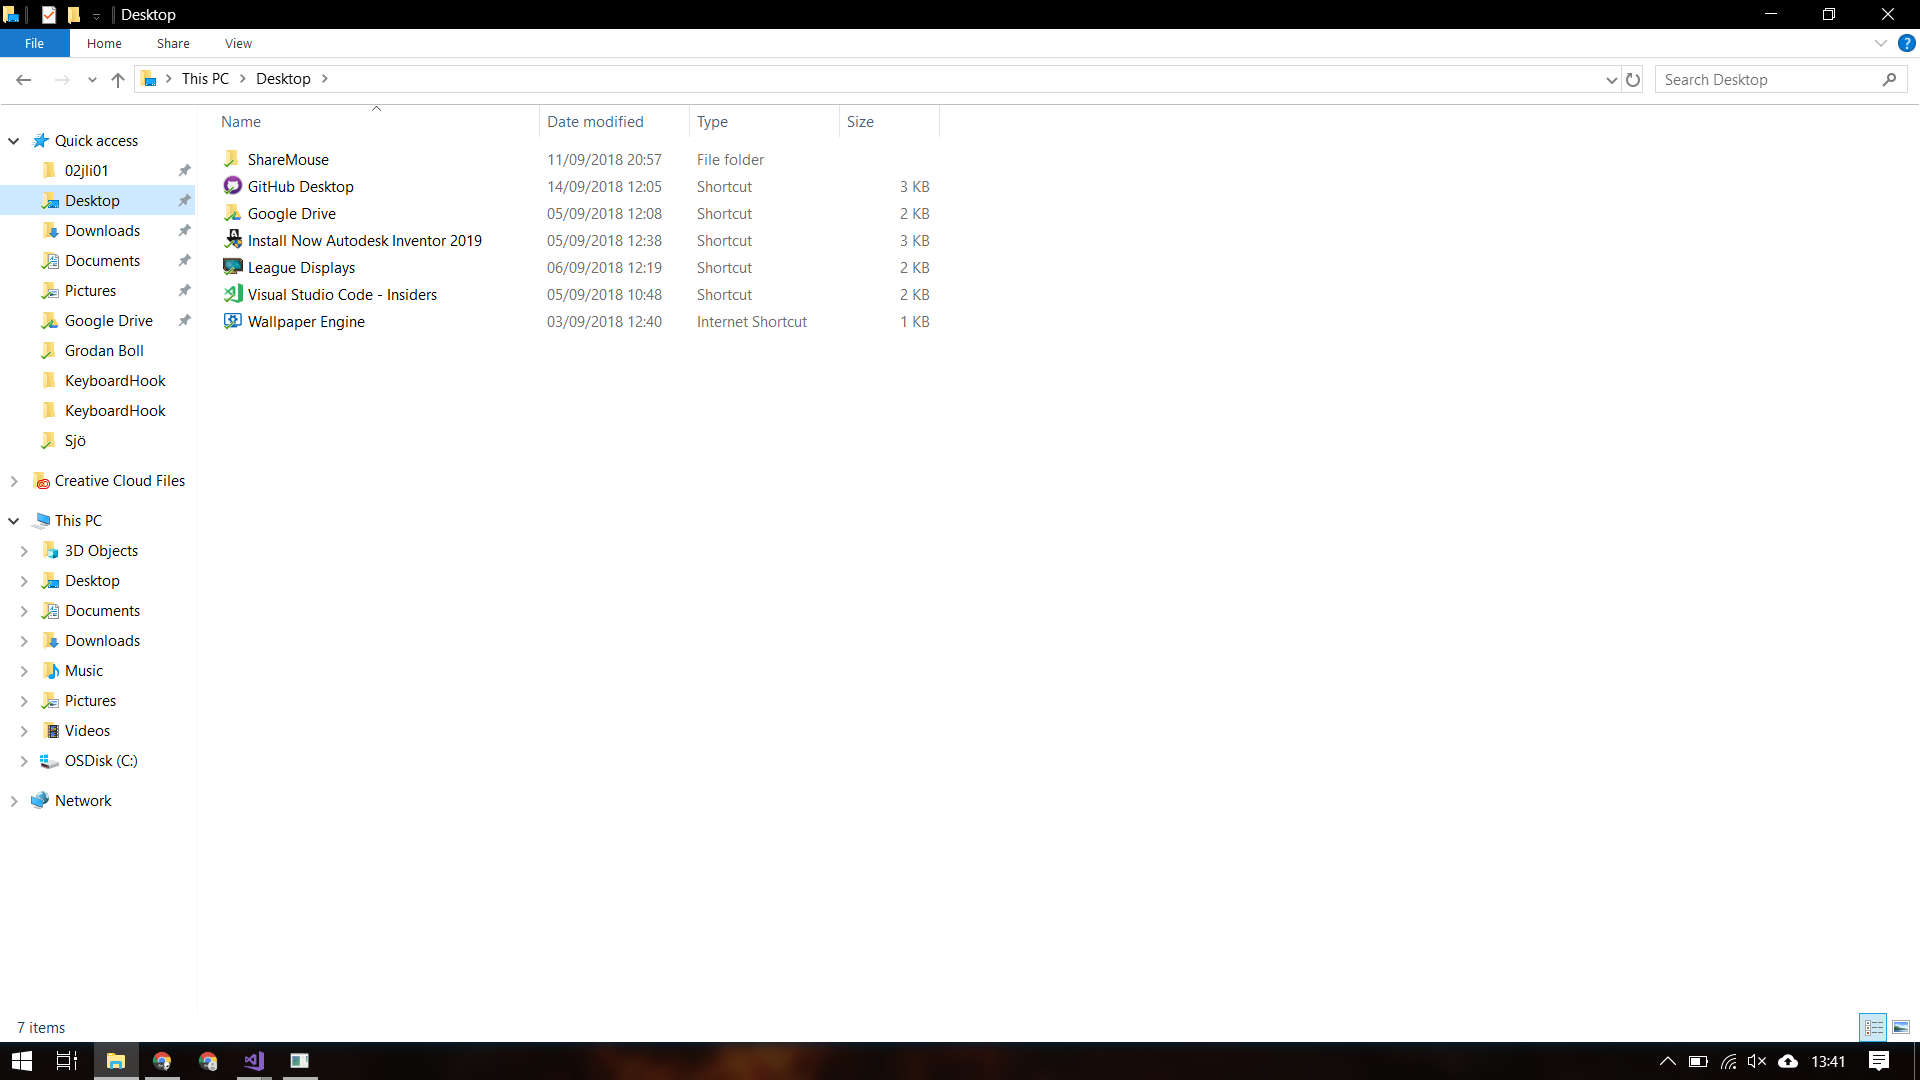 Desktop
File Home Share View
This PC Desktop
Search Desktop
Name Date modified Type Size
Quick access
02jli01
Desktop
Downloads
Documents
Pictures
Google Drive
Grodan Boll
KeyboardHook
KeyboardHook
Sjö
Creative Cloud Files
This PC
3D Objects
Desktop
Documents
Downloads
Music
Pictures
Videos
OSDisk (C:)
Network
ShareMouse 11/09/2018 20:57 File folder
GitHub Desktop 14/09/2018 12:05 Shortcut 3 KB
Google Drive 05/09/2018 12:08 Shortcut 2 KB
Install Now Autodesk Inventor 2019 05/09/2018 12:38 Shortcut 3 KB
League Displays 06/09/2018 12:19 Shortcut 2 KB
Visual Studio Code - Insiders 05/09/2018 10:48 Shortcut 2 KB
Wallpaper Engine 03/09/2018 12:40 Internet Shortcut 1 KB
7 items
13:41